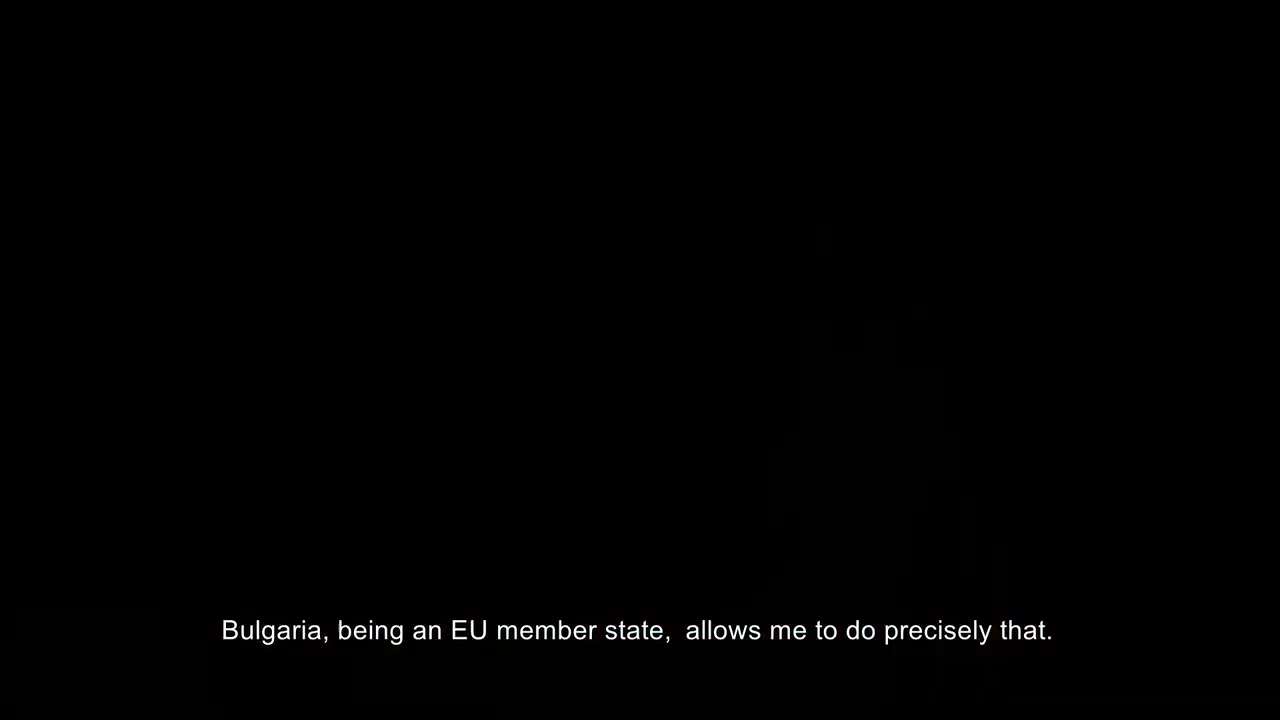 Bulgaria, being an EU member state,  allows me to do precisely that.